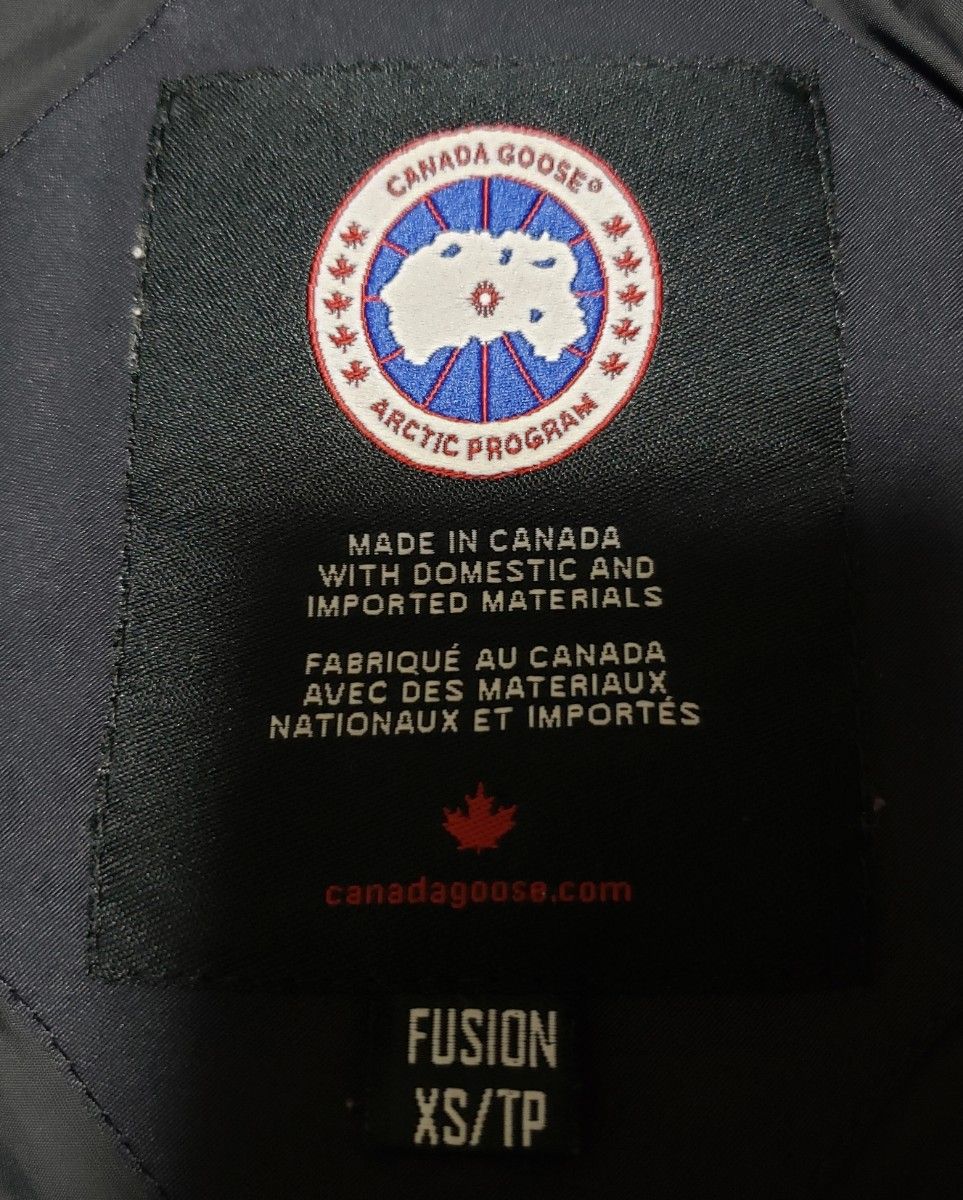 CANADA GOOSE®
ARCTIC PROGRAM
MADE IN CANADA
WITH DOMESTIC AND
IMPORTED MATERIALS
FABRIQUÉ AU CANADA
AVEC DES MATERIAUX
NATIONAUX ET IMPORTÉS
canadagoose.com
FUSION
XS/TP